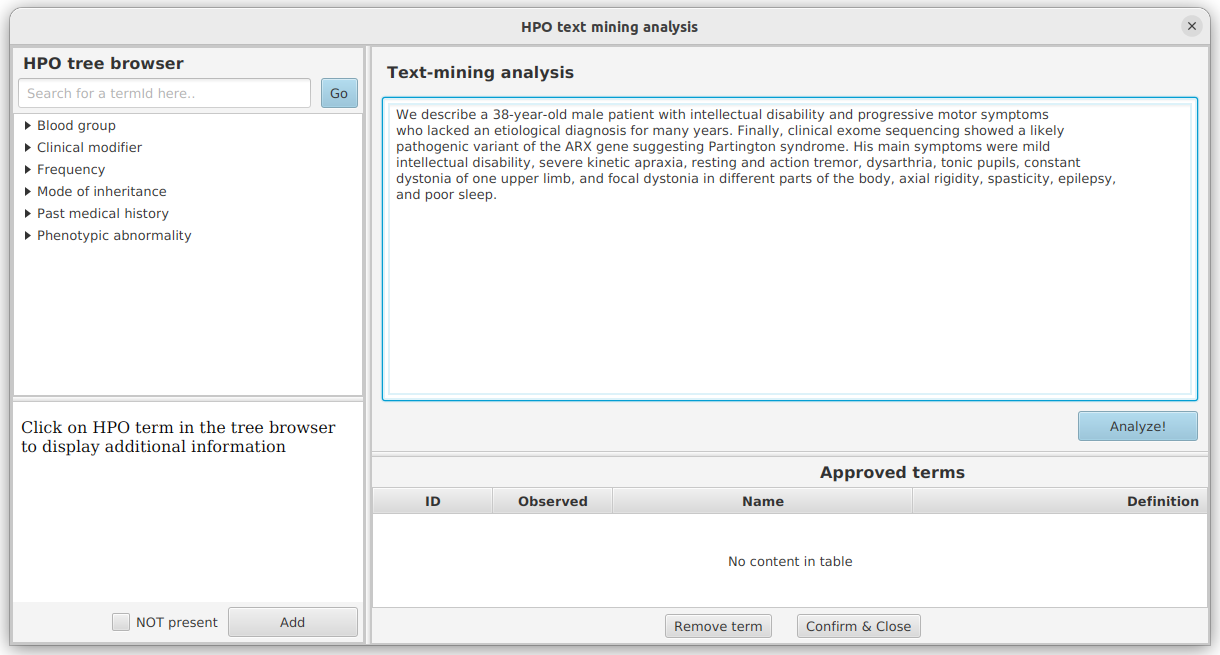 HPO text mining analysis
HPO tree browser
Search for a termId here..
Go
Blood group
Clinical modifier
Frequency
Mode of inheritance
Past medical history
Phenotypic abnormality
Click on HPO term in the tree browser
to display additional information
NOT present
Add
Text-mining analysis
We describe a 38-year-old male patient with intellectual disability and progressive motor symptoms
who lacked an etiological diagnosis for many years. Finally, clinical exome sequencing showed a likely
pathogenic variant of the ARX gene suggesting Partington syndrome. His main symptoms were mild
intellectual disability, severe kinetic apraxia, resting and action tremor, dysarthria, tonic pupils, constant
dystonia of one upper limb, and focal dystonia in different parts of the body, axial rigidity, spasticity, epilepsy,
and poor sleep.
Analyze!
Approved terms
ID Observed Name Definition
No content in table
Remove term
Confirm & Close